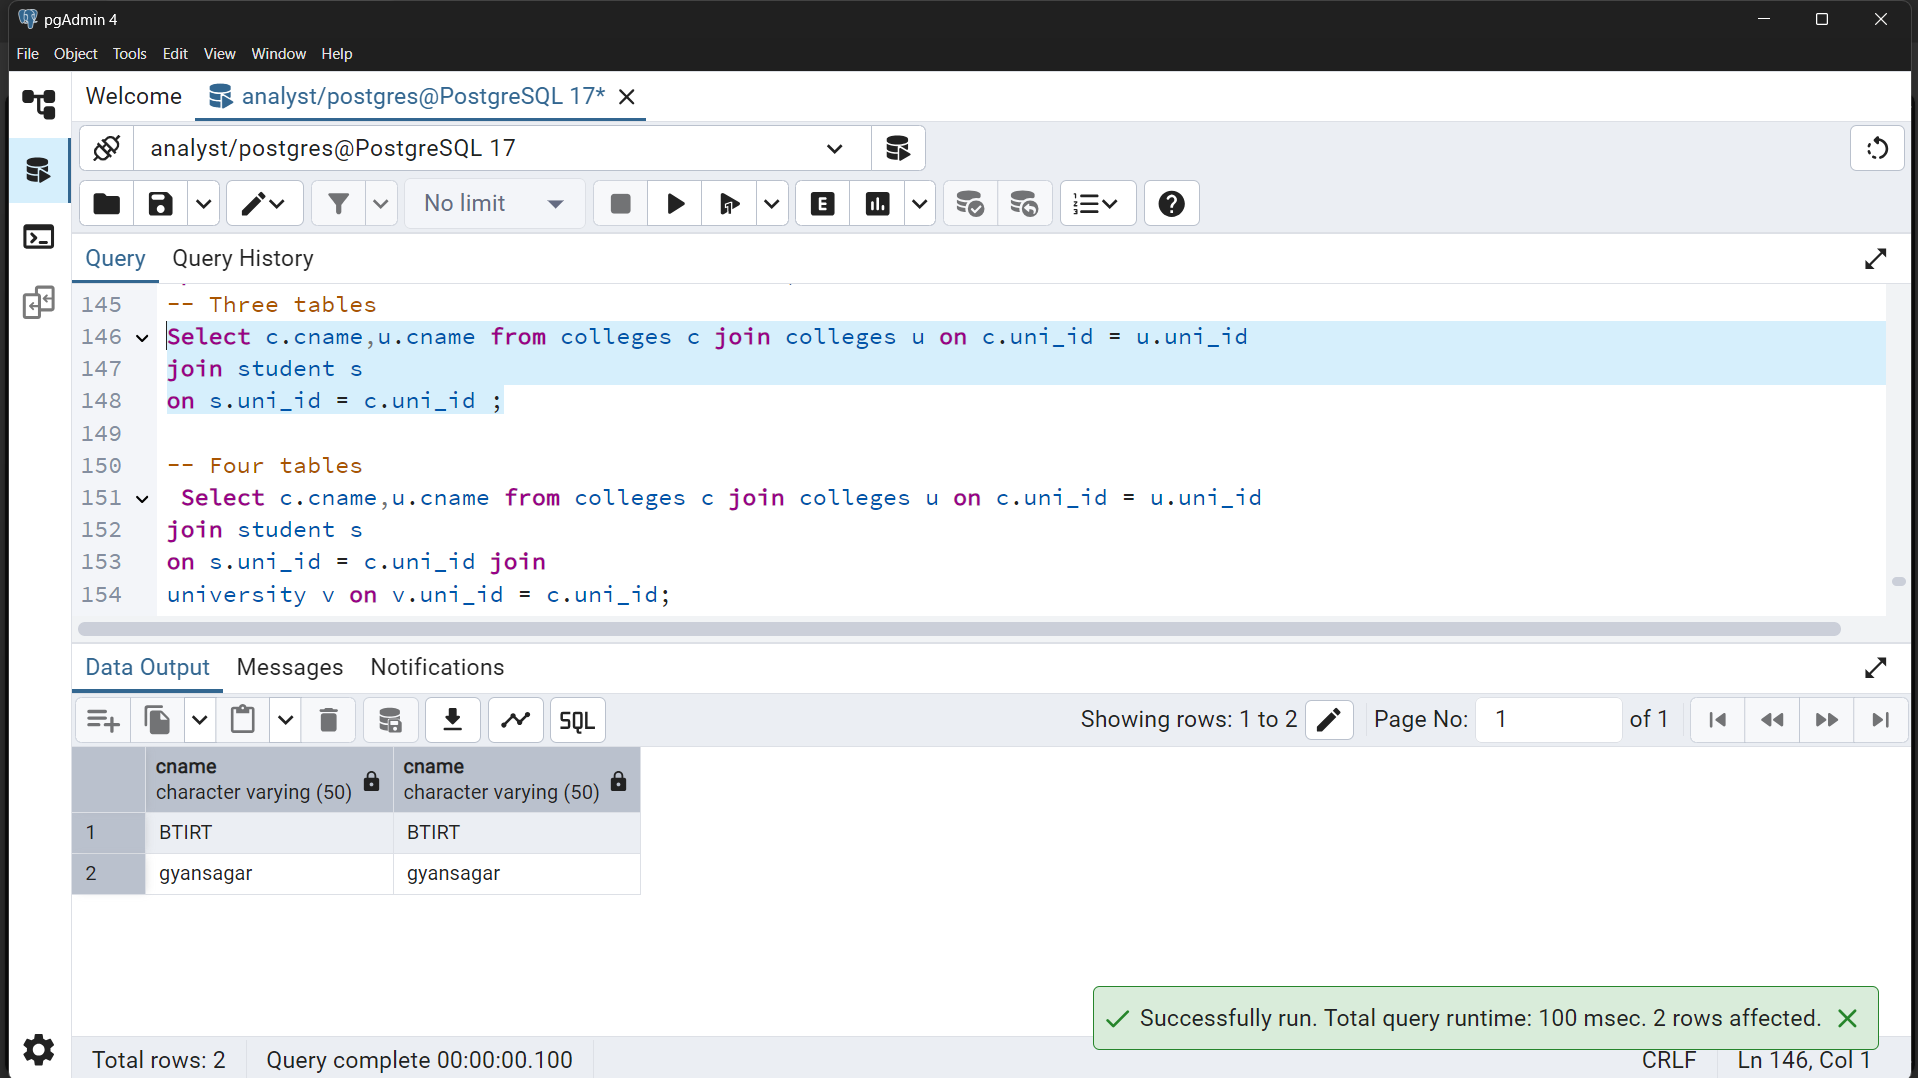 pgAdmin 4
File Object Tools Edit View Window Help
Welcome analyst/postgres@PostgreSQL 17*
analyst/postgres@PostgreSQL 17
No limit
Query Query History
145 -- Three tables
146 Select c.cname,u.cname from colleges c join colleges u on c.uni_id = u.uni_id
147 join student s
148 on s.uni_id = c.uni_id ;
149
150 -- Four tables
151 Select c.cname,u.cname from colleges c join colleges u on c.uni_id = u.uni_id
152 join student s
153 on s.uni_id = c.uni_id join
154 university v on v.uni_id = c.uni_id;
Data Output Messages Notifications
SQL Showing rows: 1 to 2 Page No: 1 of 1
cname cname
character varying (50) character varying (50)
1 BTIRT BTIRT
2 gyansagar gyansagar
Successfully run. Total query runtime: 100 msec. 2 rows affected.
Total rows: 2 Query complete 00:00:00.100 CRLF Ln 146, Col 1